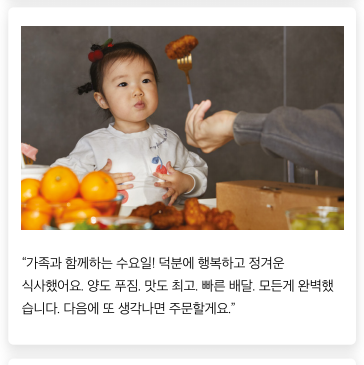 “가족과 함께하는 수요일! 덕분에 행복하고 정겨운
식사했어요. 양도 푸짐. 맛도 최고. 빠른 배달. 모든게 완벽했
습니다. 다음에 또 생각나면 주문할게요.”